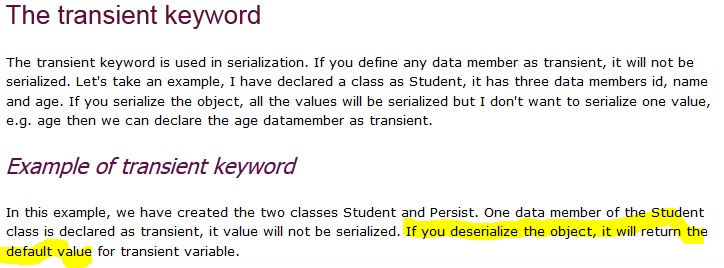 The transient keyword
The transient keyword is used in serialization. If you define any data member as transient, it will not be
serialized. Let's take an example, I have declared a class as Student, it has three data members id, name
and age. If you serialize the object, all the values will be serialized but I don't want to serialize one value,
e.g. age then we can declare the age datamember as transient.
Example of transient keyword
In this example, we have created the two classes Student and Persist. One data member of the Student
class is declared as transient, it value will not be serialized. If you deserialize the object, it will return the
default value for transient variable.